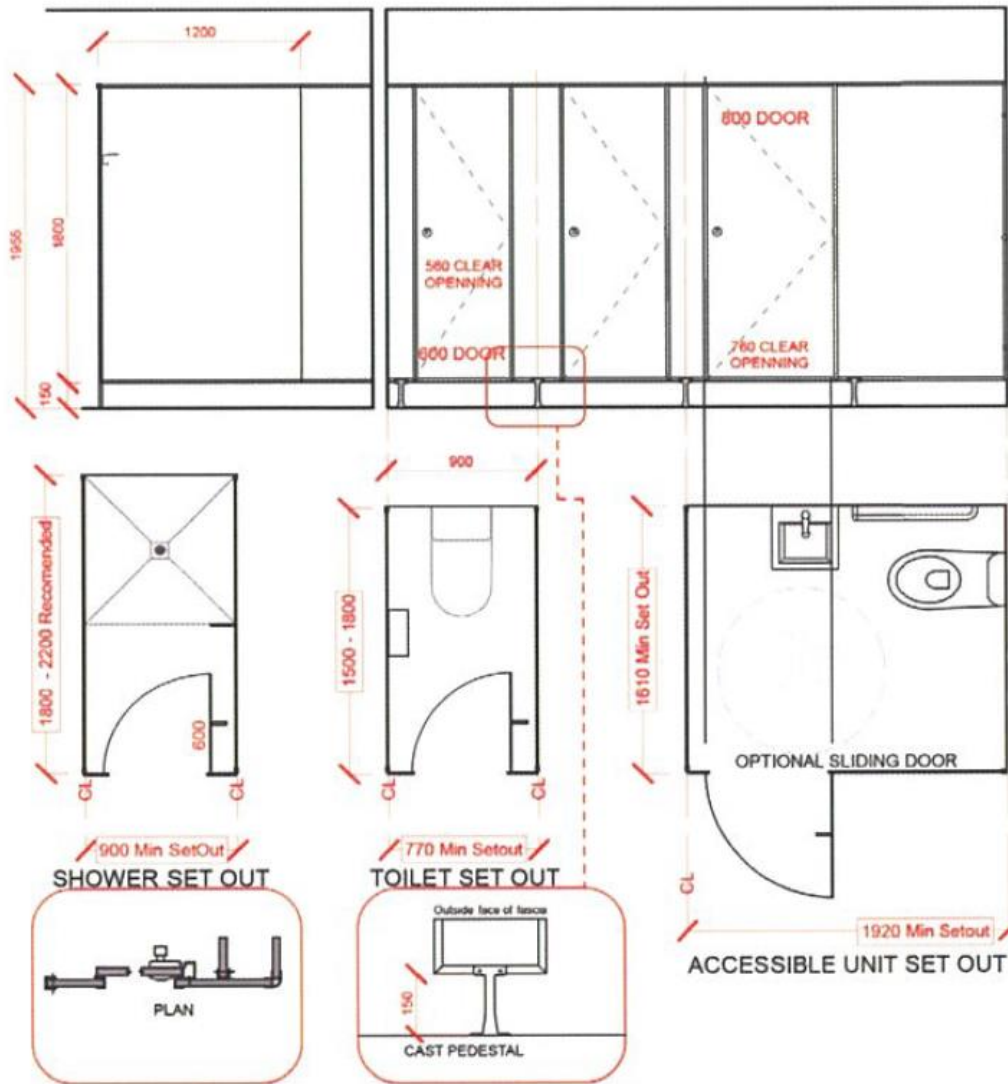 1200
1955
1800
150
800 DOOR
560 CLEAR
OPENNING
600 DOOR
760 CLEAR
OPENNING
900
1800 - 2200 Recomended
600
CL
CL
900 Min SetOut
SHOWER SET OUT
1500 - 1800
CL
CL
770 Min Setout
TOILET SET OUT
1610 Min Set Out
OPTIONAL SLIDING DOOR
CL
1920 Min Setout
ACCESSIBLE UNIT SET OUT
PLAN
Outside face of fascia
150
CAST PEDESTAL